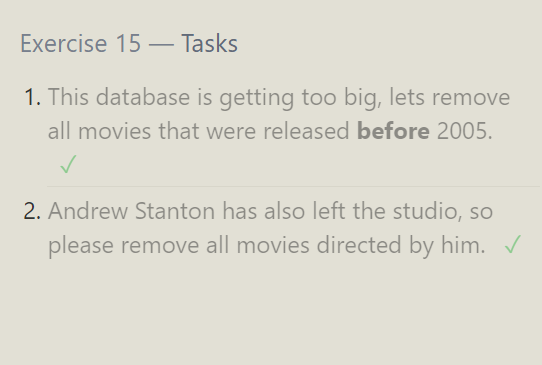 Exercise 15 — Tasks
1. This database is getting too big, lets remove
all movies that were released before 2005.
✓
2. Andrew Stanton has also left the studio, so
please remove all movies directed by him. ✓